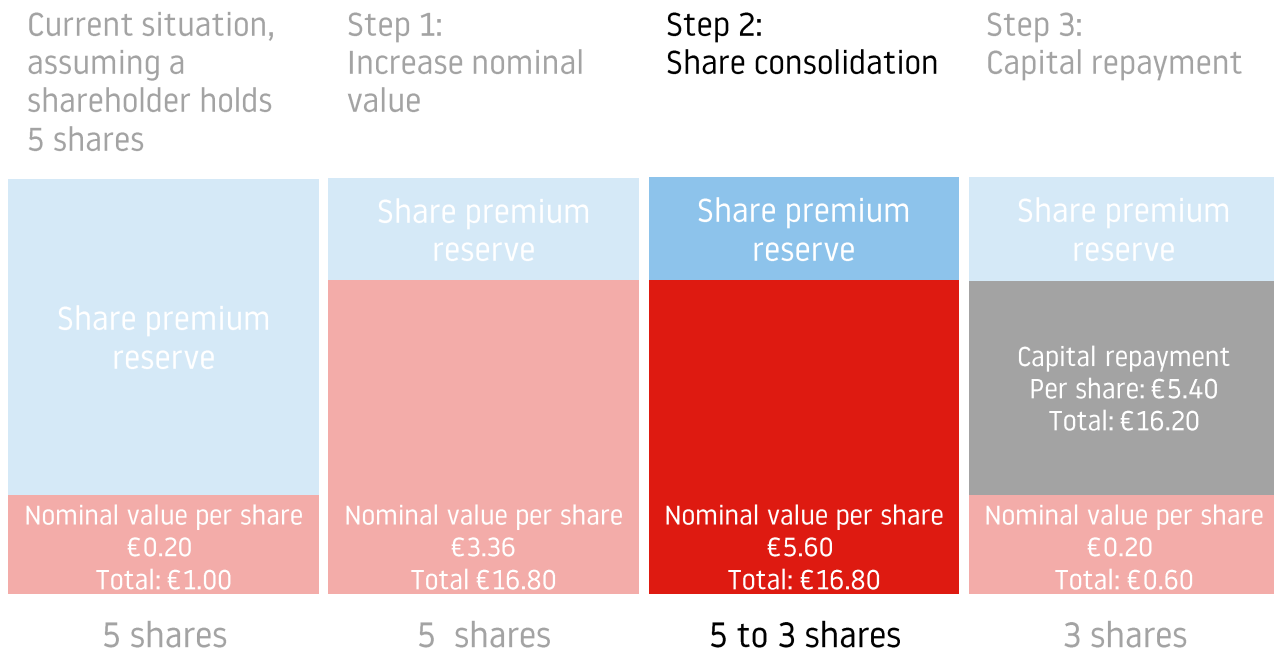 Current situation,
assuming a
shareholder holds
5 shares
Step 1:
Increase nominal
value
Step 2:
Share consolidation
Step 3:
Capital repayment
Share premium
reserve
Nominal value per share
€0.20
Total: €1.00
5 shares
Share premium
reserve
Nominal value per share
€3.36
Total €16.80
5 shares
Share premium
reserve
Nominal value per share
€5.60
Total: €16.80
5 to 3 shares
Share premium
reserve
Capital repayment
Per share: €5.40
Total: €16.20
Nominal value per share
€0.20
Total: €0.60
3 shares